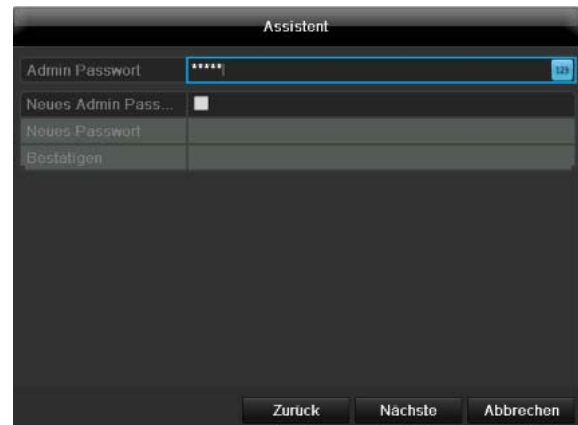 Assistent
Admin Passwort *****
123
Neues Admin Pass...
Neues Passwort
Bestätigen
Zurück Nächste Abbrechen